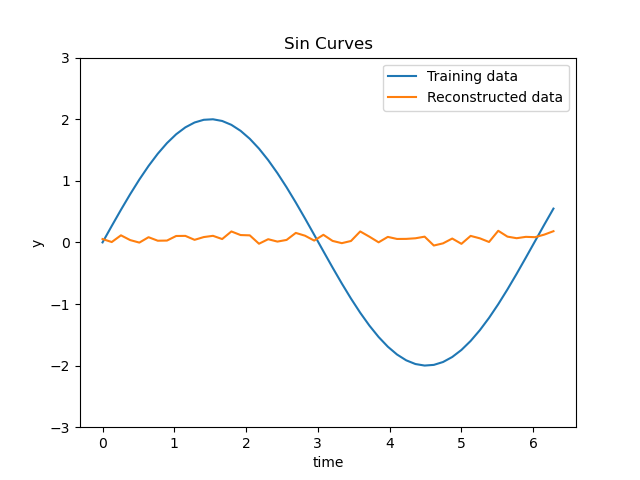 Sin Curves
Training data
Reconstructed data
3
2
1
0
−1
−2
−3
y
0 1 2 3 4 5 6
time